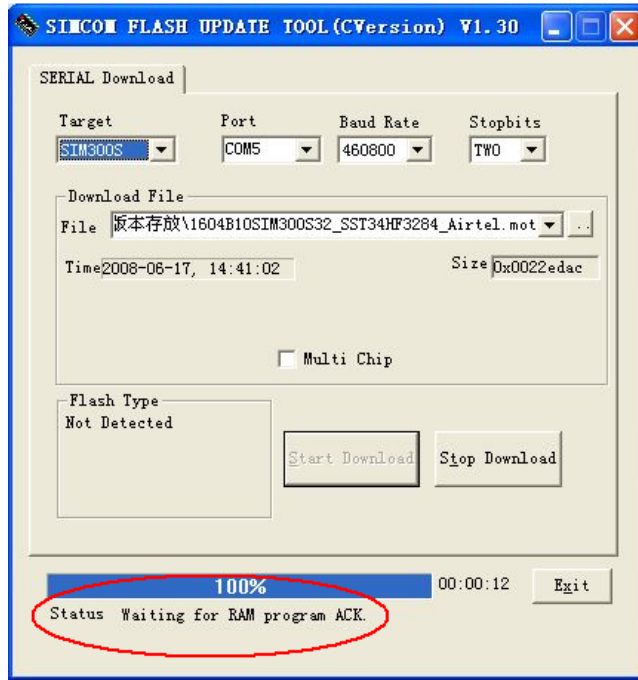 SIMCOM FLASH UPDATE TOOL(CVersion) V1.30
SERIAL Download
Target Port Baud Rate Stopbits
SIM300S COM5 460800 TWO
Download File
File 版本存放\1604B10SIM300S32_SST34HF3284_Airtel.mot ..
Time 2008-06-17, 14:41:02 Size 0x0022edac
Multi Chip
Flash Type
Not Detected
Start Download Stop Download
100% 00:00:12 Exit
Status Waiting for RAM program ACK.